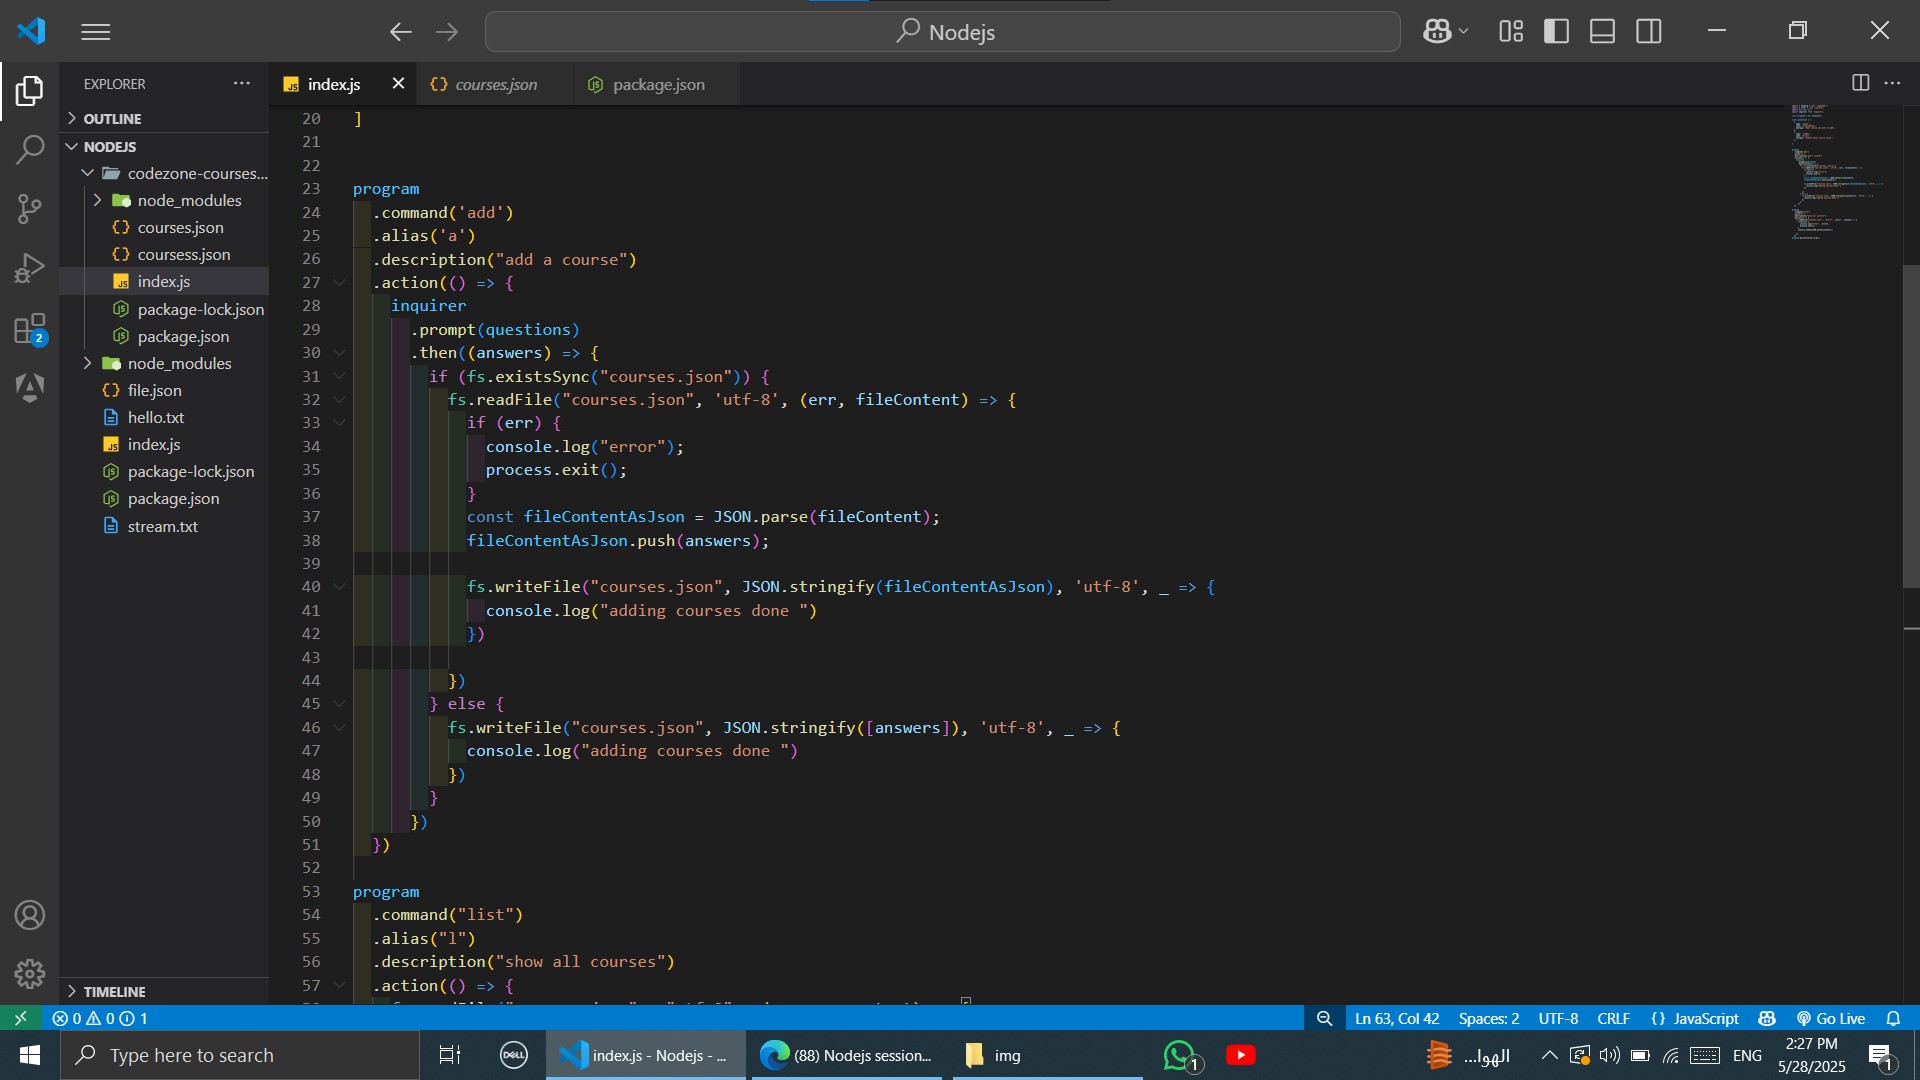 Nodejs
EXPLORER
index.js
courses.json
package.json
OUTLINE
NODEJS
codezone-courses...
node_modules
courses.json
coursess.json
index.js
package-lock.json
package.json
node_modules
file.json
hello.txt
index.js
package-lock.json
package.json
stream.txt
TIMELINE
20 ]
21
22
23 program
24 .command('add')
25 .alias('a')
26 .description("add a course")
27 .action(() => {
28 inquirer
29 .prompt(questions)
30 .then((answers) => {
31 if (fs.existsSync("courses.json")) {
32 fs.readFile("courses.json", 'utf-8', (err, fileContent) => {
33 if (err) {
34 console.log("error");
35 process.exit();
36 }
37 const fileContentAsJson = JSON.parse(fileContent);
38 fileContentAsJson.push(answers);
39
40 fs.writeFile("courses.json", JSON.stringify(fileContentAsJson), 'utf-8', _ => {
41 console.log("adding courses done ")
42 })
43
44 })
45 } else {
46 fs.writeFile("courses.json", JSON.stringify([answers]), 'utf-8', _ => {
47 console.log("adding courses done ")
48 })
49 }
50 })
51 })
52
53 program
54 .command("list")
55 .alias("l")
56 .description("show all courses")
57 .action(() => {
2
0 0 1
Ln 63, Col 42 Spaces: 2 UTF-8 CRLF {} JavaScript Go Live
Type here to search
DELL
index.js - Nodejs - ...
(88) Nodejs session...
img
1
الهوا...
ENG
2:27 PM
5/28/2025
1